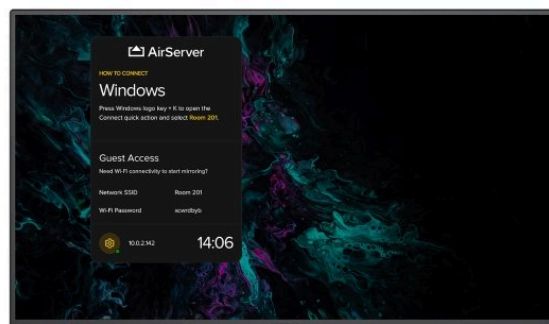 AirServer
HOW TO CONNECT
Windows
Press Windows logo key + K to open the
Connect quick action and select Room 201.
Guest Access
Need Wi-Fi connectivity to start mirroring?
Network SSID Room 201
Wi-Fi Password xcwrdbyb
10.0.2.142 14:06